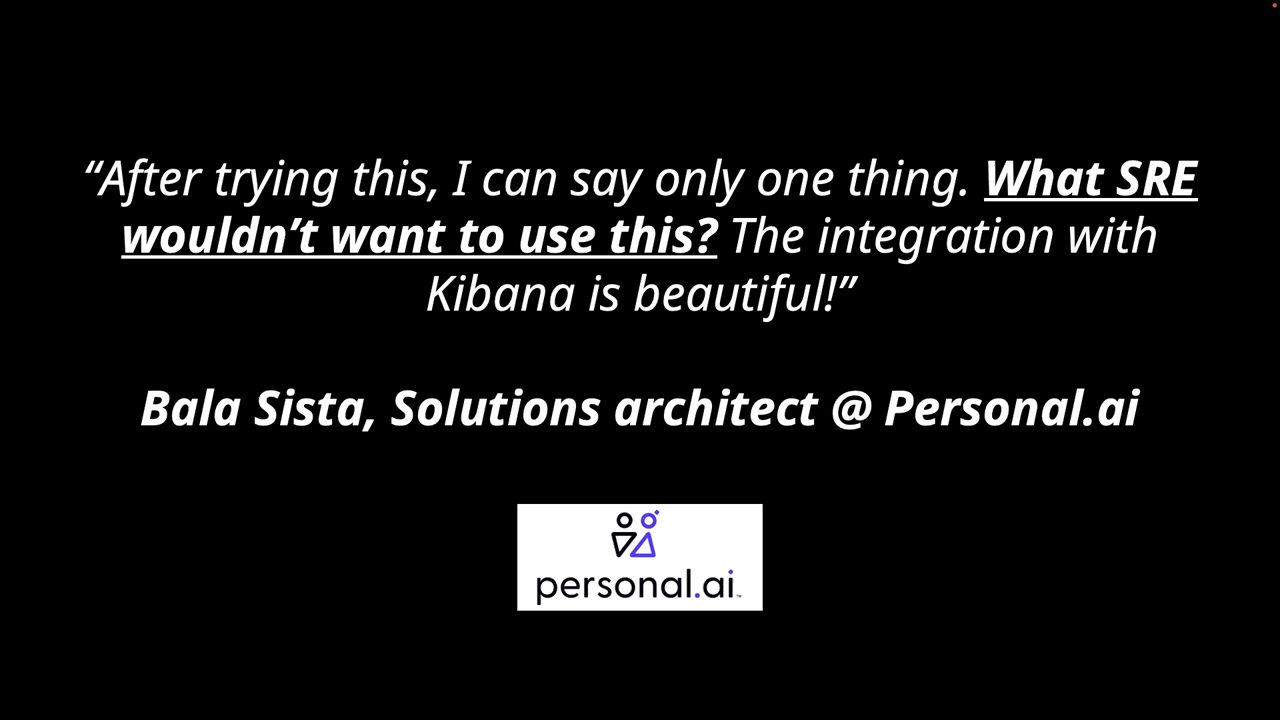 “After trying this, I can say only one thing. What SRE
wouldn’t want to use this? The integration with
Kibana is beautiful!”
Bala Sista, Solutions architect @ Personal.ai
personal.ai™